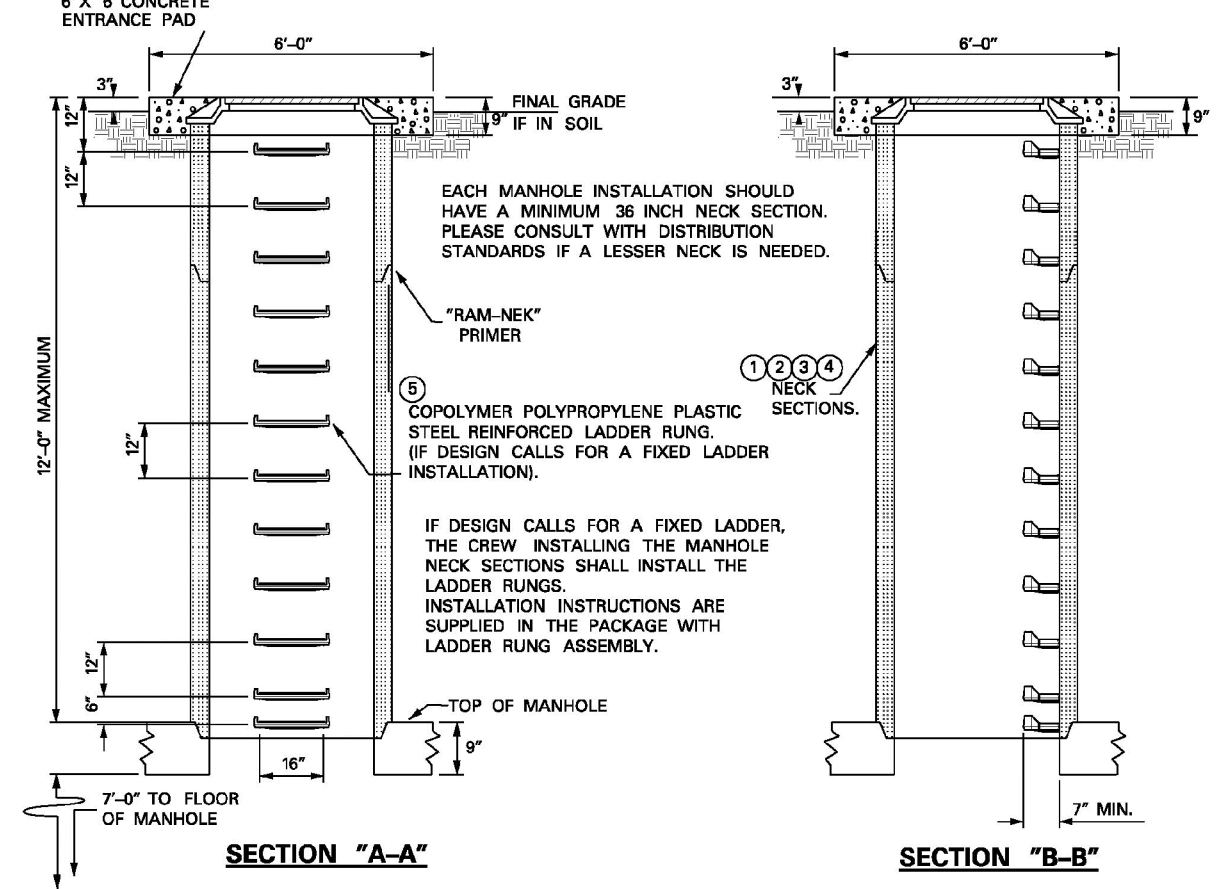 6' X 6' CONCRETE
ENTRANCE PAD
6'–0"
3"
12"
12"
9"
FINAL GRADE
IF IN SOIL
EACH MANHOLE INSTALLATION SHOULD
HAVE A MINIMUM 36 INCH NECK SECTION.
PLEASE CONSULT WITH DISTRIBUTION
STANDARDS IF A LESSER NECK IS NEEDED.
"RAM–NEK"
PRIMER
12'–0" MAXIMUM
5
COPOLYMER POLYPROPYLENE PLASTIC
STEEL REINFORCED LADDER RUNG.
(IF DESIGN CALLS FOR A FIXED LADDER
INSTALLATION).
12"
IF DESIGN CALLS FOR A FIXED LADDER,
THE CREW INSTALLING THE MANHOLE
NECK SECTIONS SHALL INSTALL THE
LADDER RUNGS.
INSTALLATION INSTRUCTIONS ARE
SUPPLIED IN THE PACKAGE WITH
LADDER RUNG ASSEMBLY.
12"
6"
TOP OF MANHOLE
9"
16"
7'–0" TO FLOOR
OF MANHOLE
SECTION "A–A"
6'–0"
3"
9"
1 2 3 4
NECK
SECTIONS.
7" MIN.
SECTION "B–B"